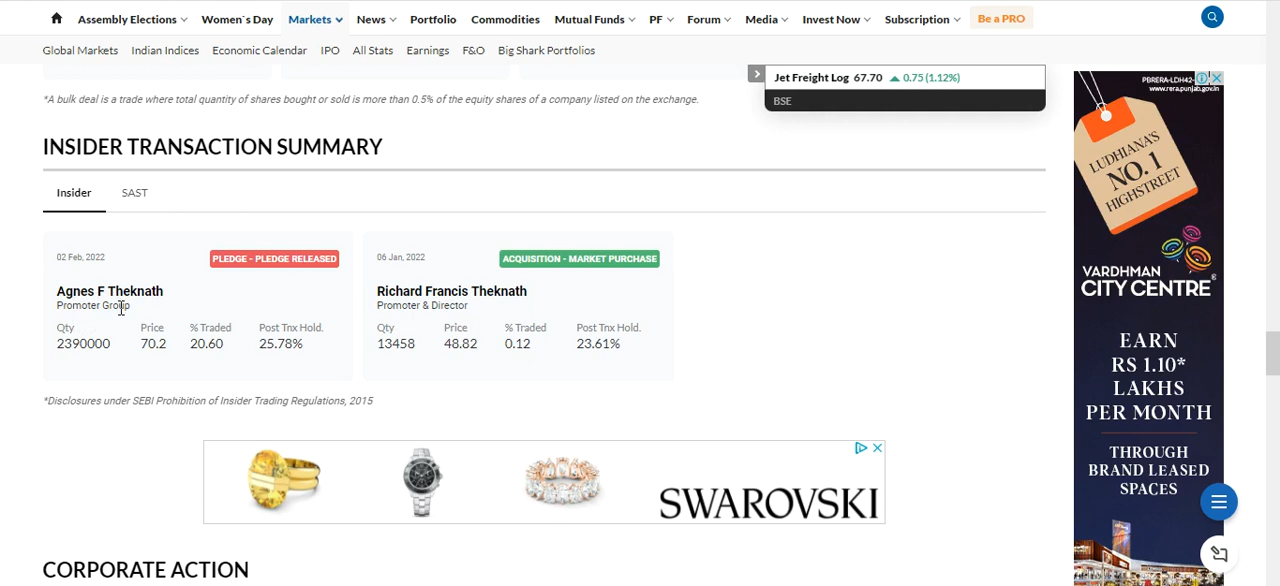 Assembly Elections Women`s Day Markets News Portfolio Commodities Mutual Funds PF Forum Media Invest Now Subscription Be a PRO
Global Markets Indian Indices Economic Calendar IPO All Stats Earnings F&O Big Shark Portfolios
Jet Freight Log 67.70 0.75 (1.12%)
BSE
*A bulk deal is a trade where total quantity of shares bought or sold is more than 0.5% of the equity shares of a company listed on the exchange.
INSIDER TRANSACTION SUMMARY
Insider SAST
02 Feb, 2022 PLEDGE - PLEDGE RELEASED
Agnes F Theknath
Promoter Group
Qty Price % Traded Post Tnx Hold.
2390000 70.2 20.60 25.78%
06 Jan, 2022 ACQUISITION - MARKET PURCHASE
Richard Francis Theknath
Promoter & Director
Qty Price % Traded Post Tnx Hold.
13458 48.82 0.12 23.61%
*Disclosures under SEBI Prohibition of Insider Trading Regulations, 2015
SWAROVSKI
CORPORATE ACTION
PBRERA-LDH42-
www.rera.punjab.gov.in
LUDHIANA'S
NO. 1
HIGHSTREET
VARDHMAN
CITY CENTRE
EARN
RS 1.10*
LAKHS
PER MONTH
THROUGH
BRAND LEASED
SPACES